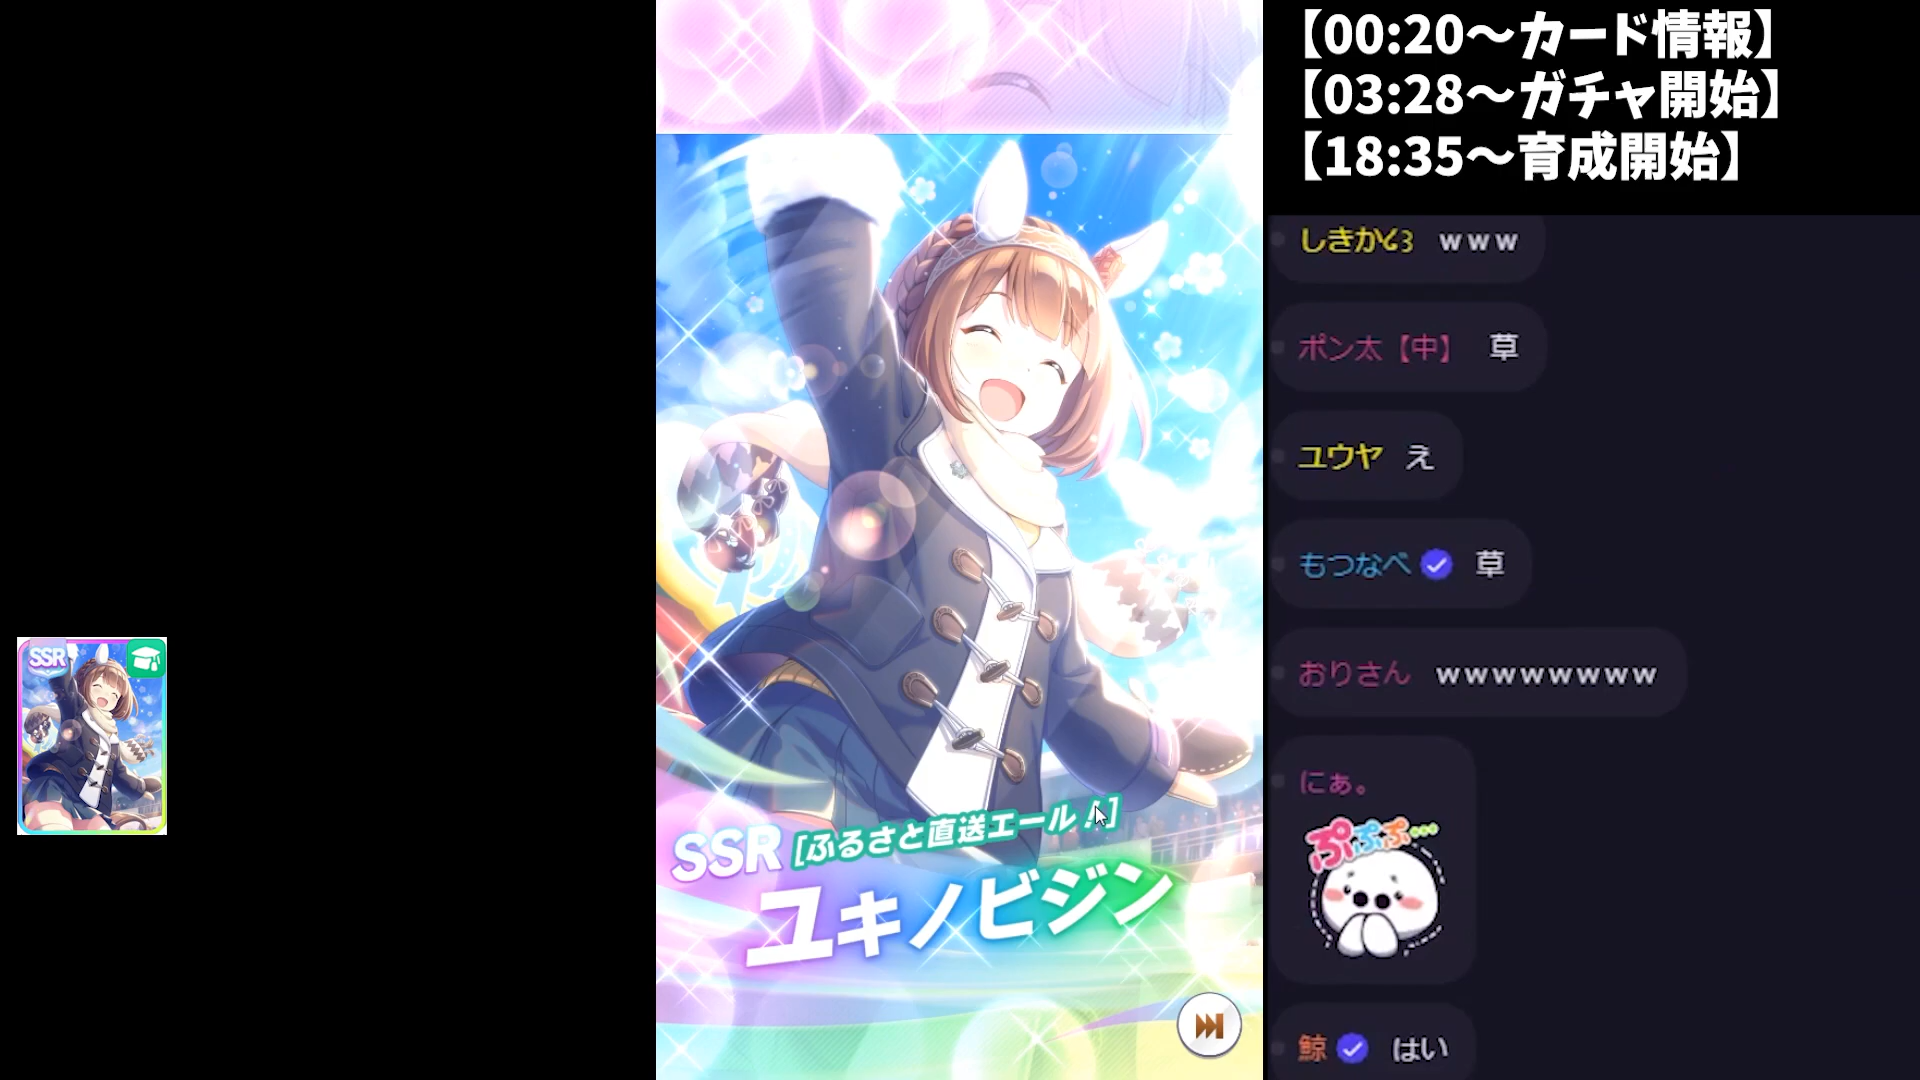 SSR
SSR [ふるさと直送エール!]
ユキノビジン
【00:20～カード情報】
【03:28～ガチャ開始】
【18:35～育成開始】
しきかく3 ｗｗｗ
ポン太【中】 草
ユウヤ え
もつなべ 草
おりさん ｗｗｗｗｗｗｗｗ
にぁ。
ぷぷぷ…
鯨 はい